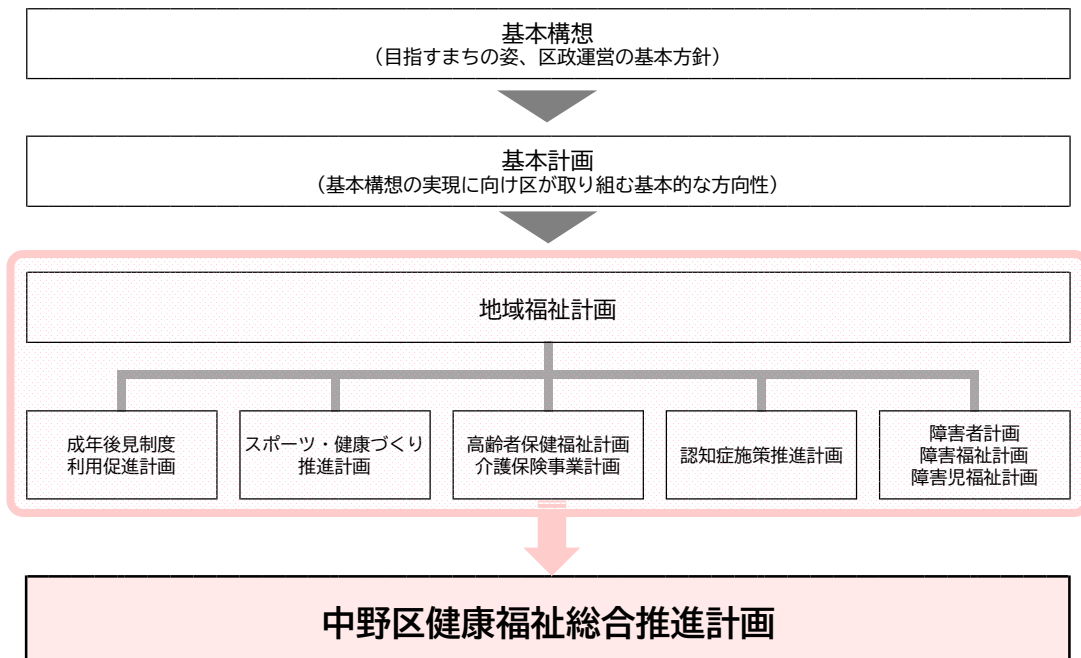 基本構想
（目指すまちの姿、区政運営の基本方針）
基本計画
（基本構想の実現に向け区が取り組む基本的な方向性）
地域福祉計画
成年後見制度
利用促進計画
スポーツ・健康づくり
推進計画
高齢者保健福祉計画
介護保険事業計画
認知症施策推進計画
障害者計画
障害福祉計画
障害児福祉計画
中野区健康福祉総合推進計画